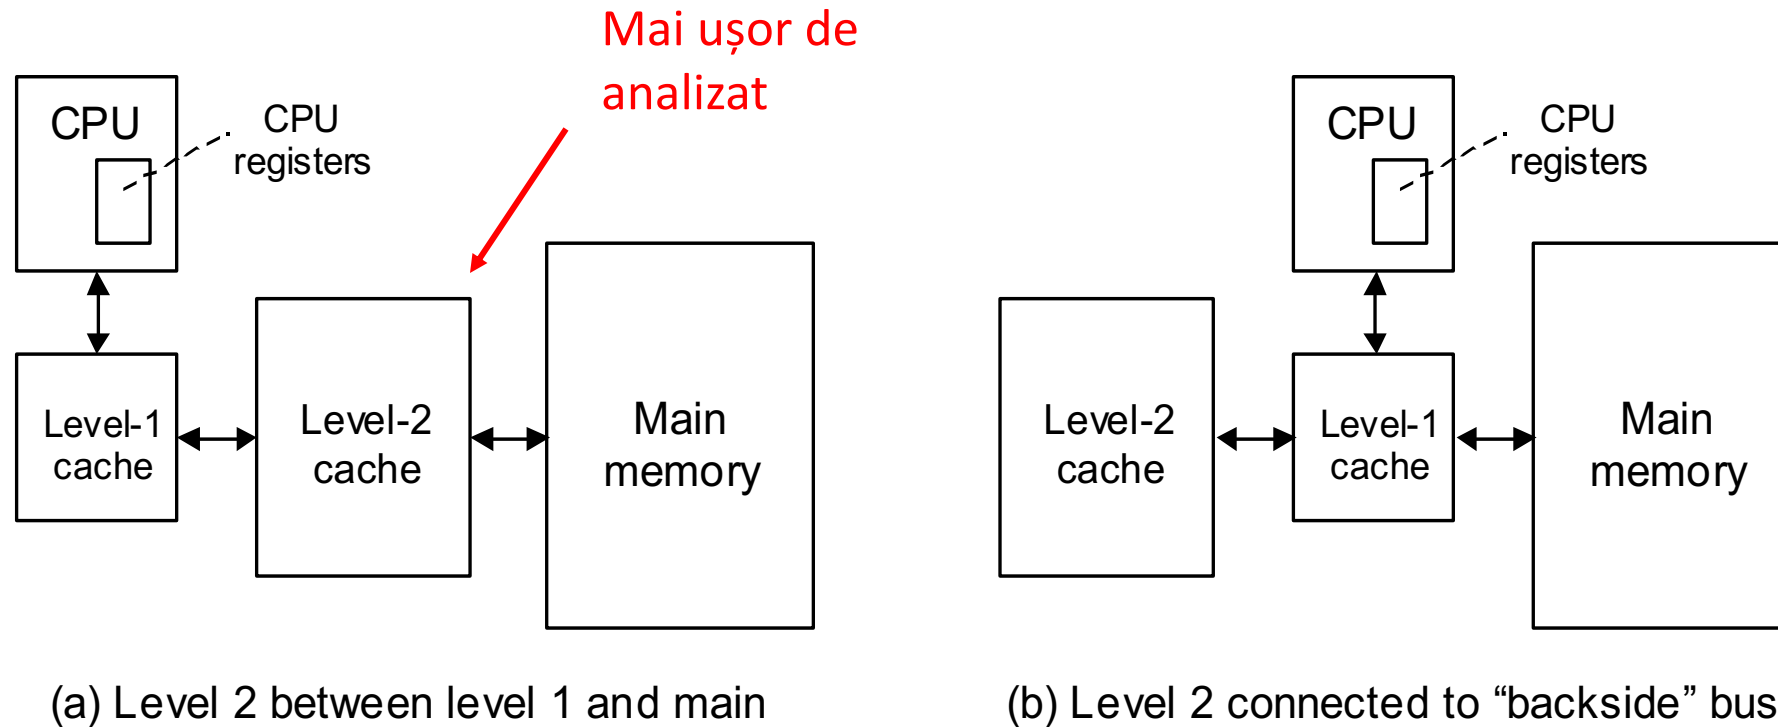 Mai ușor de
analizat
CPU
CPU
registers
Level-1
cache
Level-2
cache
Main
memory
(a) Level 2 between level 1 and main
CPU
CPU
registers
Level-2
cache
Level-1
cache
Main
memory
(b) Level 2 connected to “backside” bus